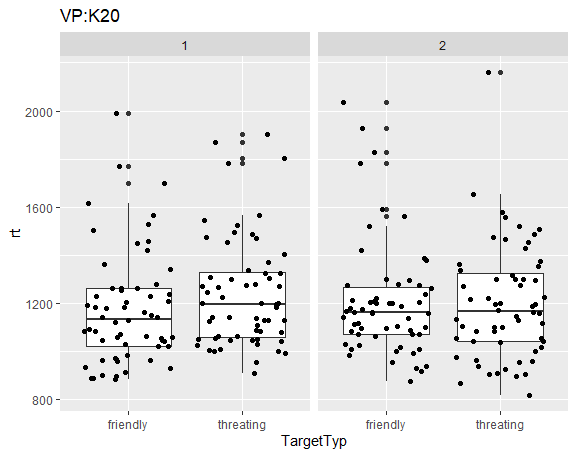 VP:K20
1
2
rt
2000
1600
1200
800
friendly
threating
friendly
threating
TargetTyp